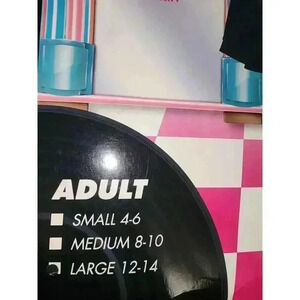 ADULT
SMALL 4-6
MEDIUM 8-10
LARGE 12-14